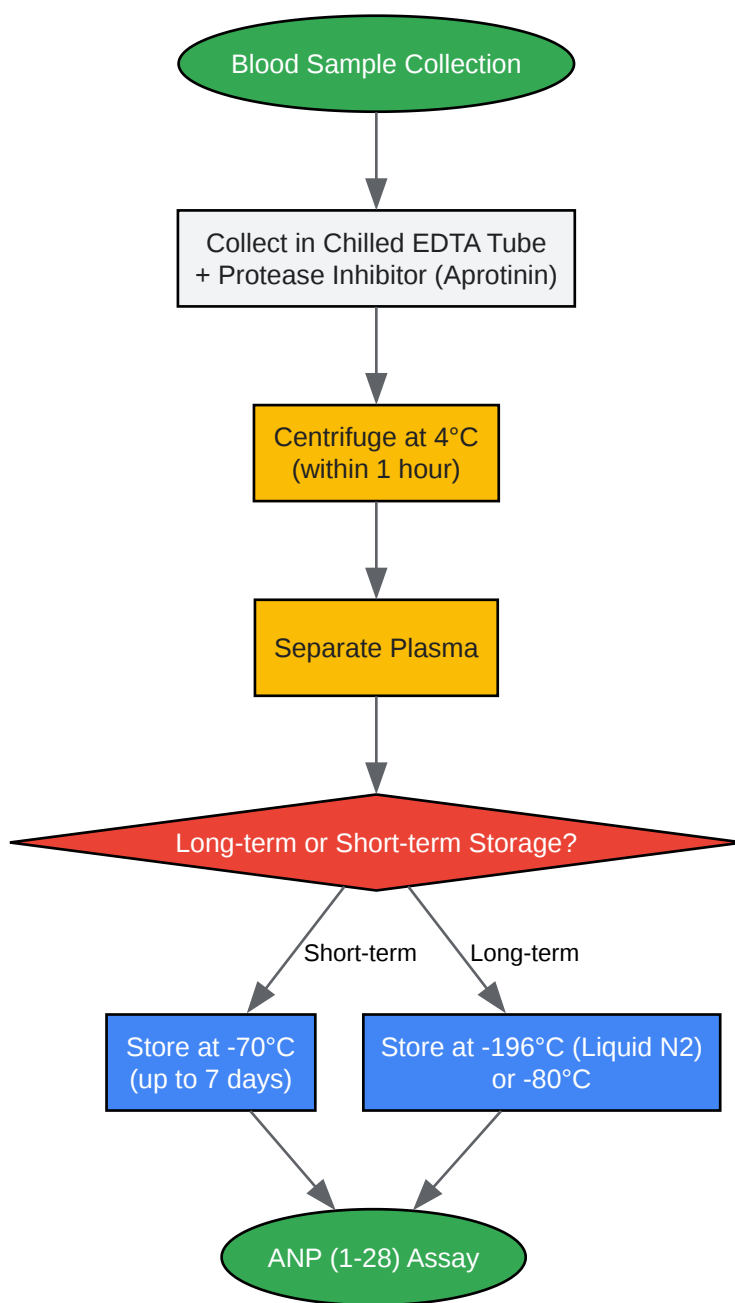 Blood Sample Collection
Collect in Chilled EDTA Tube
+ Protease Inhibitor (Aprotinin)
Centrifuge at 4°C
(within 1 hour)
Separate Plasma
Long-term or Short-term Storage?
Short-term
Long-term
Store at -70°C
(up to 7 days)
Store at -196°C (Liquid N2)
or -80°C
ANP (1-28) Assay